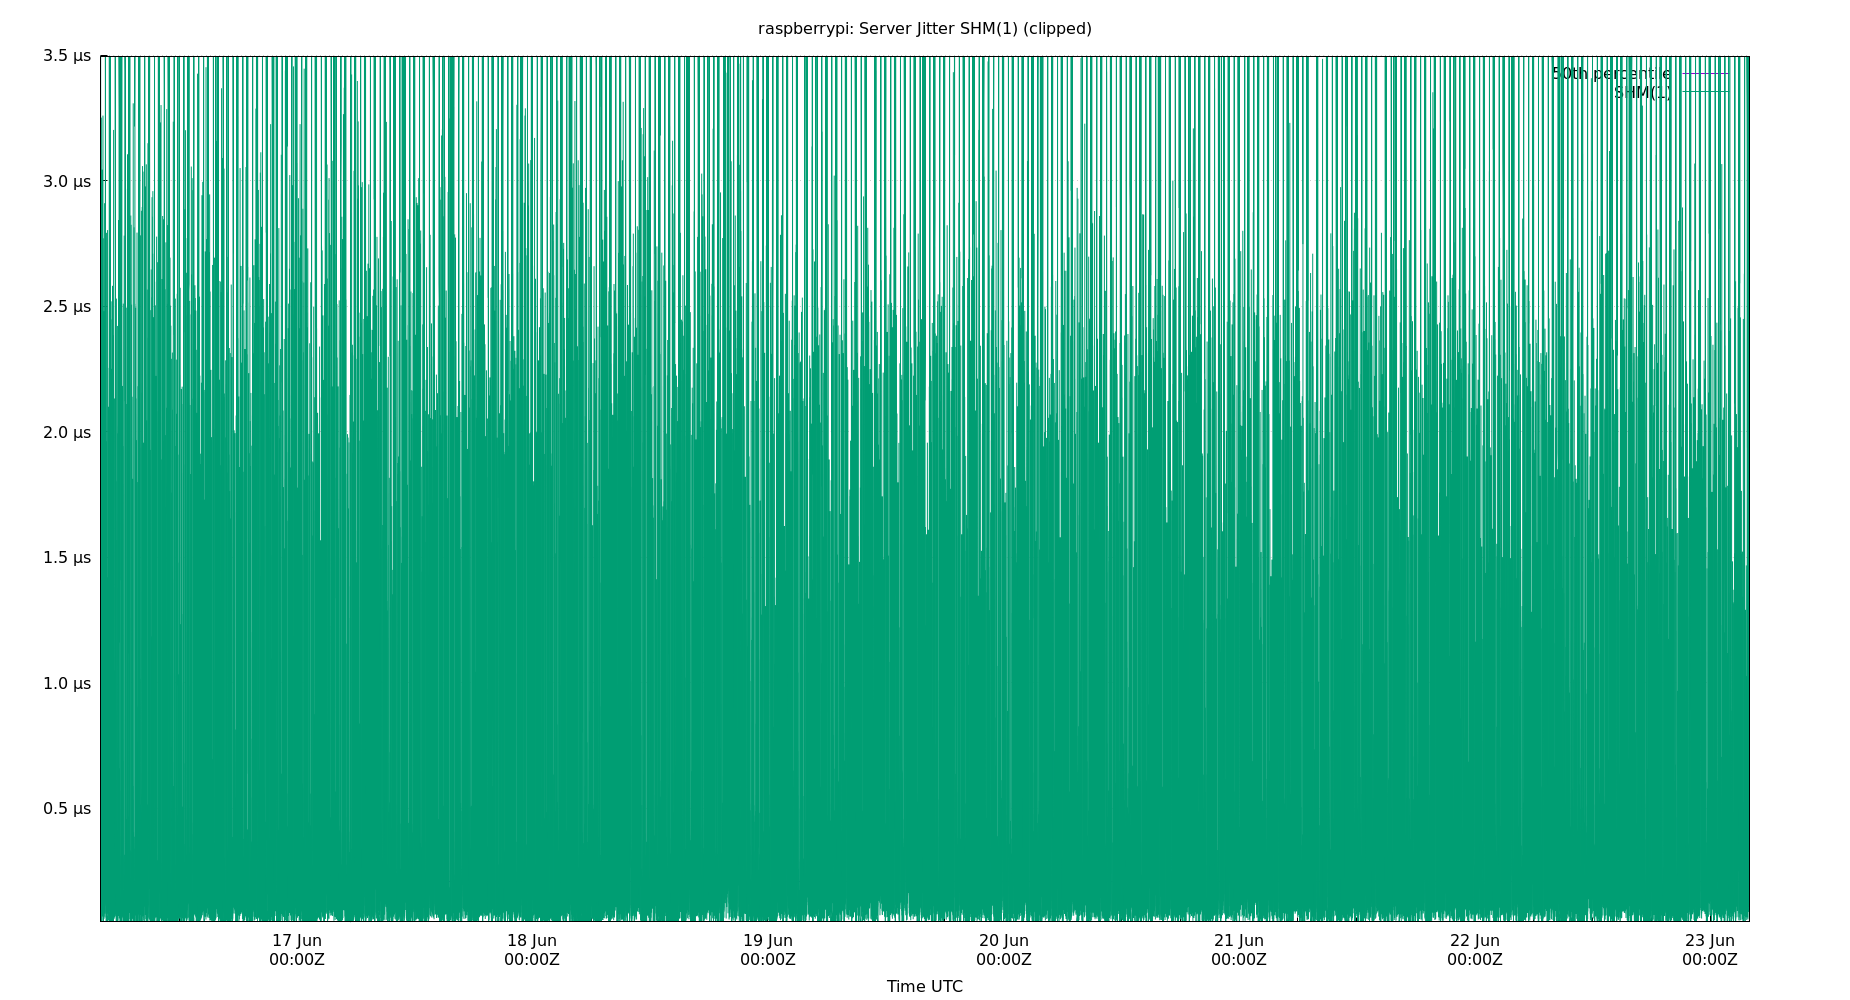 raspberrypi: Server Jitter SHM(1) (clipped)
3.5 µs
50th percentile
SHM(1)
3.0 µs
2.5 µs
2.0 µs
1.5 µs
1.0 µs
0.5 µs
17 Jun 18 Jun 19 Jun 20 Jun 21 Jun 22 Jun 23 Jun
00:00Z 00:00Z 00:00Z 00:00Z 00:00Z 00:00Z 00:00Z
Time UTC